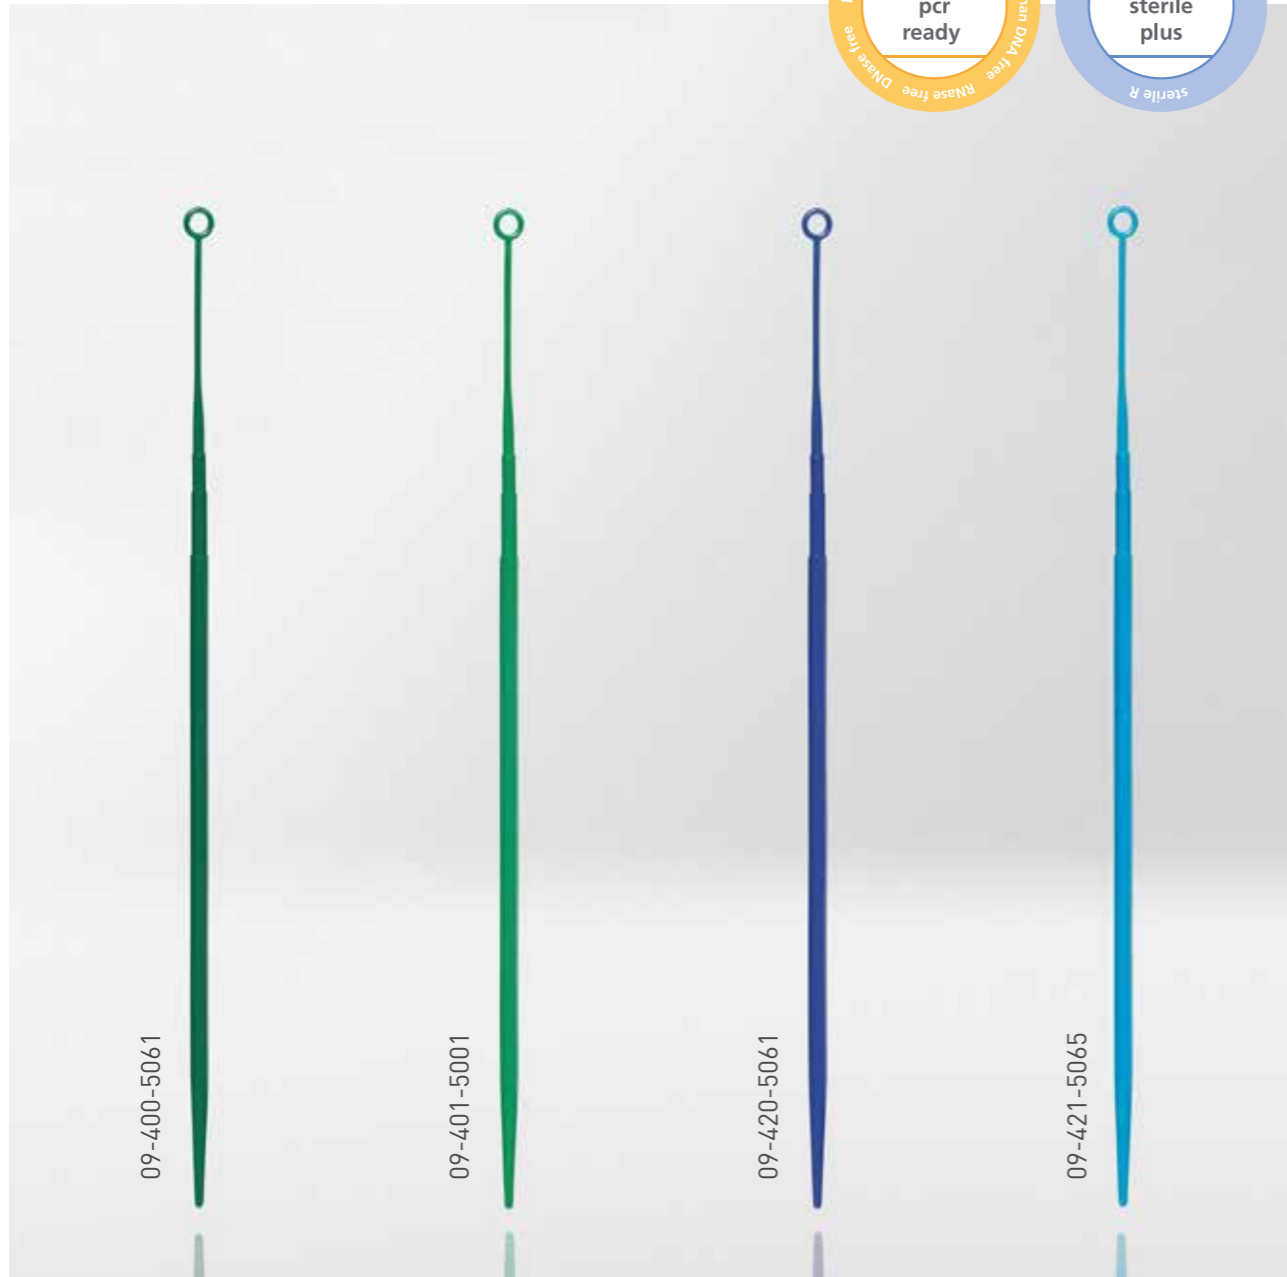 pcr
ready
DNase free RNase free DNA free
sterile
plus
sterile R
09-400-5061
09-401-5001
09-420-5061
09-421-5065